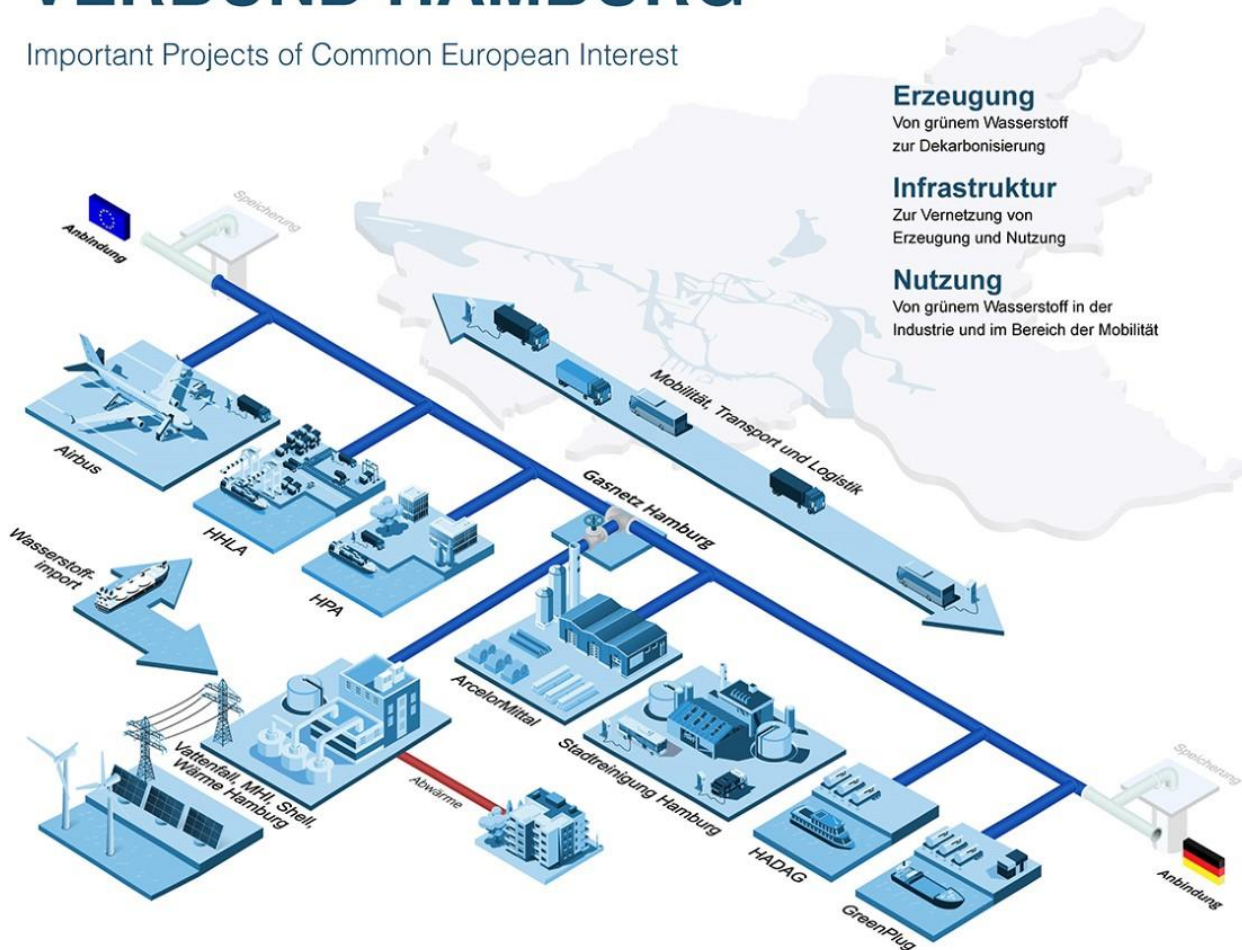 VERBUND HAMBURG
Important Projects of Common European Interest
Erzeugung
Von grünem Wasserstoff
zur Dekarbonisierung
Infrastruktur
Zur Vernetzung von
Erzeugung und Nutzung
Nutzung
Von grünem Wasserstoff in der
Industrie und im Bereich der Mobilität
Speicherung
Anbindung
Mobilität, Transport und Logistik
Airbus
HHLA
HPA
Gasnetz Hamburg
Wasserstoff-
import
ArcelorMittal
Vattenfall, MHI, Shell,
Wärme Hamburg
Abwärme
Stadtreinigung Hamburg
HADAG
GreenPlug
Speicherung
Anbindung